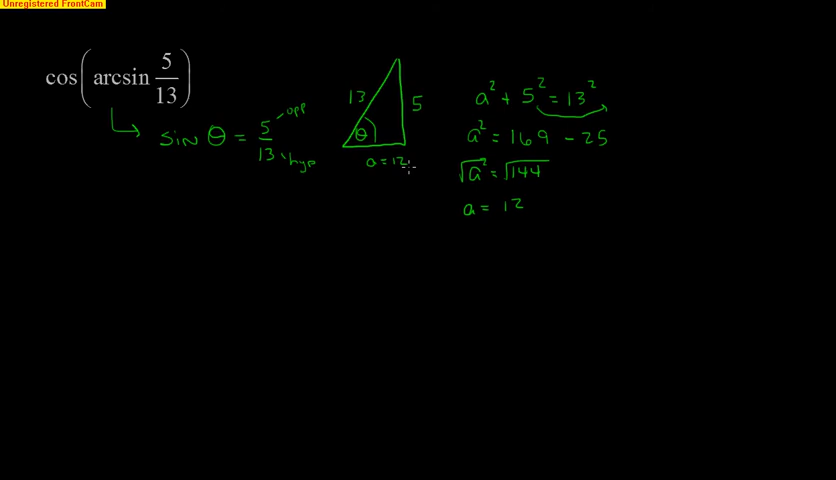 Unregistered FrontCam
cos(arcsin 5/13)
sin θ = 5/13
opp
hyp
13
5
θ
a = 12
a² + 5² = 13²
a² = 169 - 25
√a² = √144
a = 12